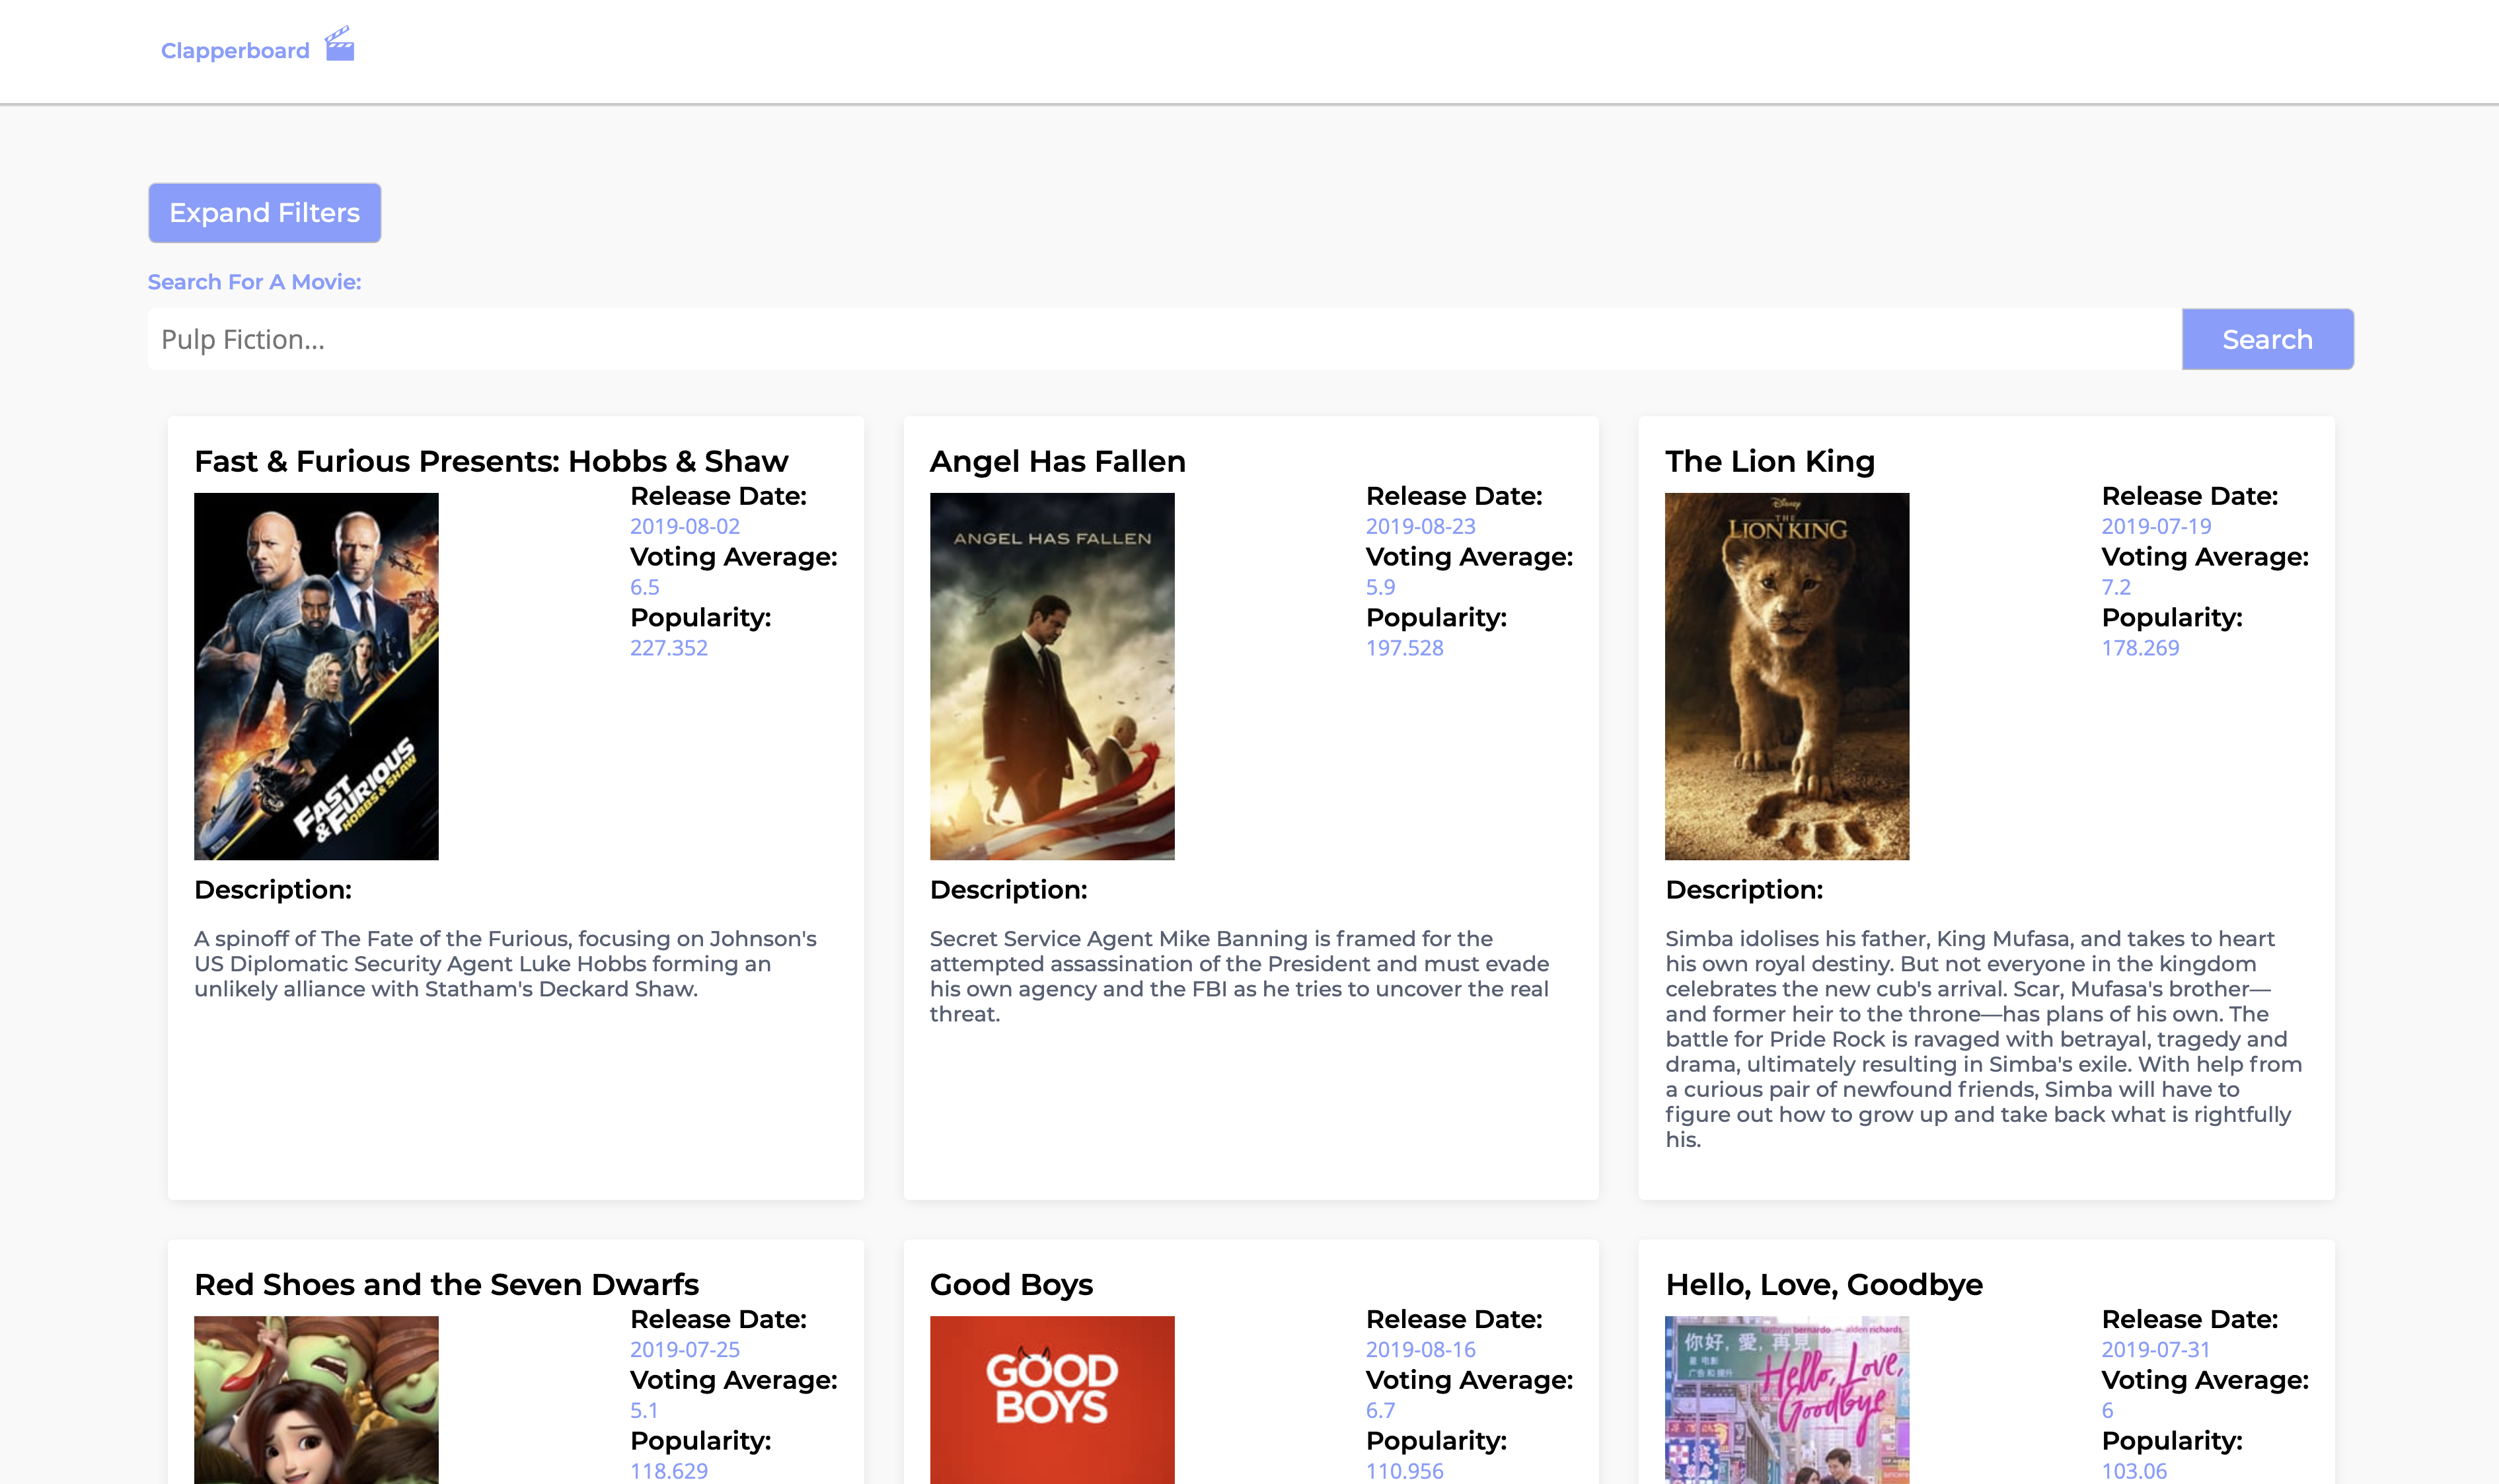 Clapperboard
Expand Filters
Search For A Movie:
Pulp Fiction...
Search
Fast & Furious Presents: Hobbs & Shaw
FAST
& FURIOUS
HOBBS & SHAW
Release Date:
2019-08-02
Voting Average:
6.5
Popularity:
227.352
Description:
A spinoff of The Fate of the Furious, focusing on Johnson's
US Diplomatic Security Agent Luke Hobbs forming an
unlikely alliance with Statham's Deckard Shaw.
Angel Has Fallen
ANGEL HAS FALLEN
Release Date:
2019-08-23
Voting Average:
5.9
Popularity:
197.528
Description:
Secret Service Agent Mike Banning is framed for the
attempted assassination of the President and must evade
his own agency and the FBI as he tries to uncover the real
threat.
The Lion King
Disney
THE
LION KING
Release Date:
2019-07-19
Voting Average:
7.2
Popularity:
178.269
Description:
Simba idolises his father, King Mufasa, and takes to heart
his own royal destiny. But not everyone in the kingdom
celebrates the new cub's arrival. Scar, Mufasa's brother—
and former heir to the throne—has plans of his own. The
battle for Pride Rock is ravaged with betrayal, tragedy and
drama, ultimately resulting in Simba's exile. With help from
a curious pair of newfound friends, Simba will have to
figure out how to grow up and take back what is rightfully
his.
Red Shoes and the Seven Dwarfs
Release Date:
2019-07-25
Voting Average:
5.1
Popularity:
118.629
Good Boys
GOOD
BOYS
Release Date:
2019-08-16
Voting Average:
6.7
Popularity:
110.956
Hello, Love, Goodbye
kathryn bernardo — alden richards
你好, 愛, 再見
Hello, Love,
Goodbye
Release Date:
2019-07-31
Voting Average:
6
Popularity:
103.06